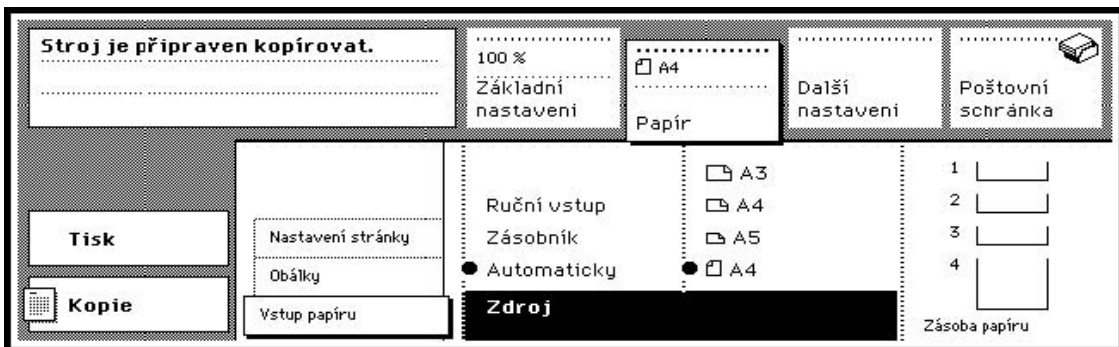 Stroj je připraven kopírovat.
100 %
Základní
nastavení
A4
Papír
Další
nastavení
Poštovní
schránka
Tisk
Kopie
Nastavení stránky
Obálky
Vstup papíru
Ruční vstup
Zásobník
Automaticky
Zdroj
A3
A4
A5
A4
1
2
3
4
Zásoba papíru